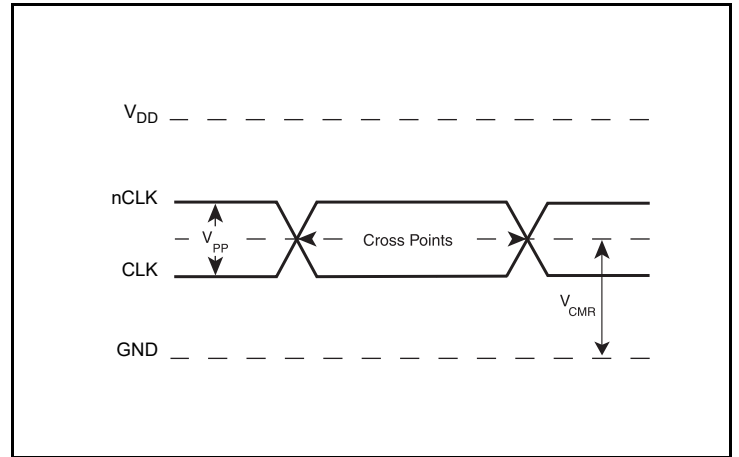 VDD
nCLK
VPP
Cross Points
CLK
VCMR
GND